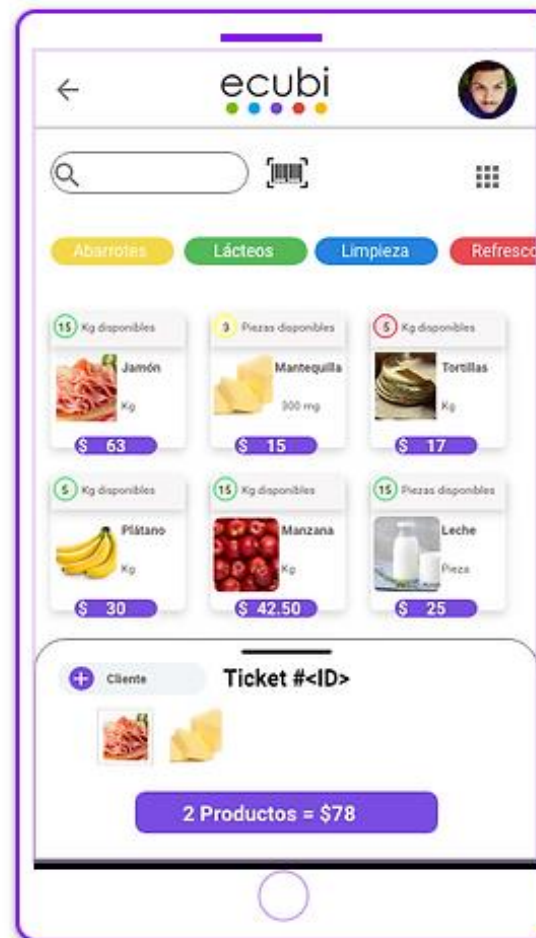 ecubi
Abarrotes Lácteos Limpieza Refresco
15 Kg disponibles
Jamón
Kg
$ 63
9 Piezas disponibles
Mantequilla
300 mg
$ 15
5 Kg disponibles
Tortillas
Kg
$ 17
5 Kg disponibles
Plátano
Kg
$ 30
15 Kg disponibles
Manzana
Kg
$ 42.50
15 Piezas disponibles
Leche
Pieza
$ 25
Cliente
Ticket #<ID>
2 Productos = $78